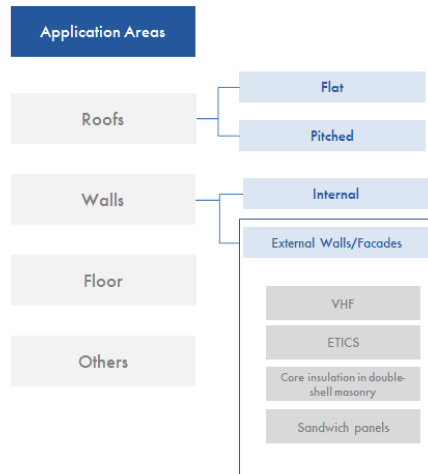 Application Areas
Roofs
Flat
Pitched
Walls
Internal
External Walls/Facades
VHF
ETICS
Core insulation in double-
shell masonry
Sandwich panels
Floor
Others